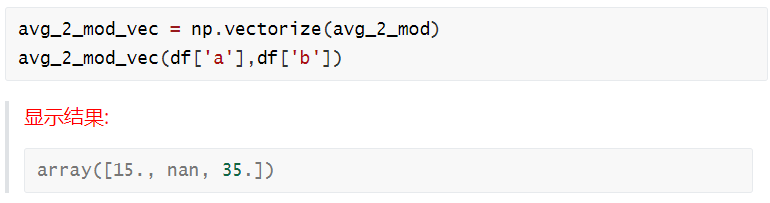 avg_2_mod_vec = np.vectorize(avg_2_mod)
avg_2_mod_vec(df['a'],df['b'])
显示结果:
array([15., nan, 35.])